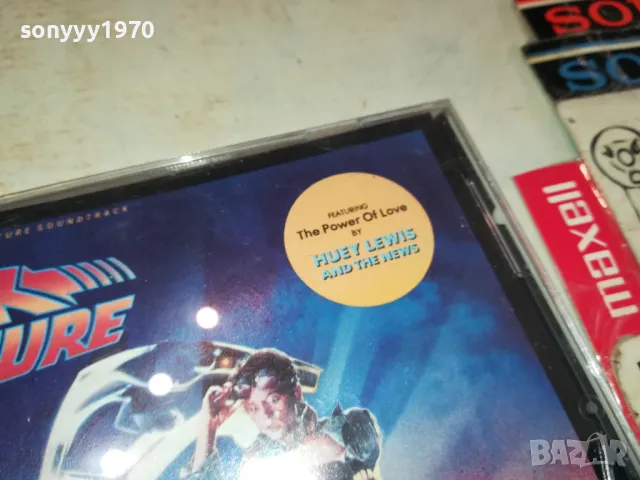 sonyyy1970
SO
SO
TURE SOUNDTRACK
FEATURING
The Power Of Love
BY
HUEY LEWIS
AND THE NEWS
maxell
K
URE
BAZAR
bg